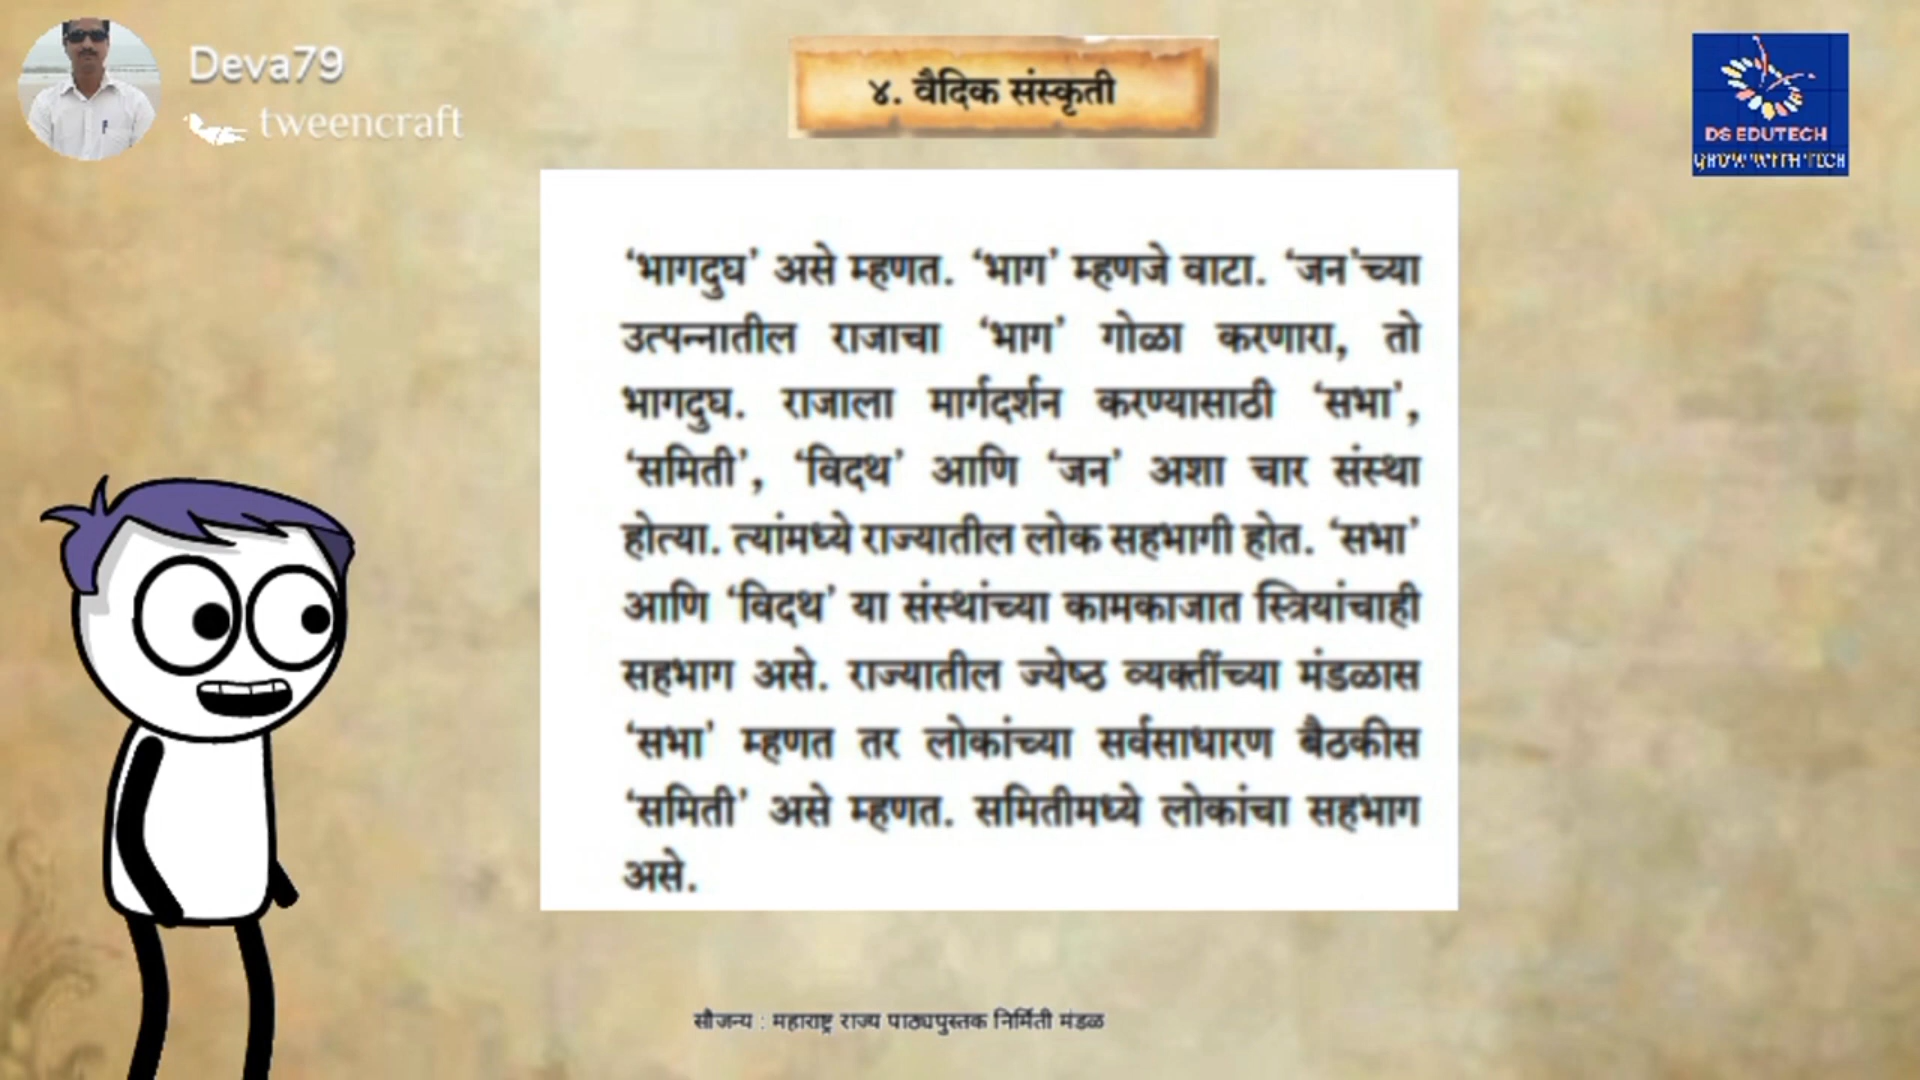 Deva79
tweencraft
४. वैदिक संस्कृती
DS EDUTECH
GROW WITH TECH
‘भागदुघ’ असे म्हणत. ‘भाग’ म्हणजे वाटा. ‘जन’च्या
उत्पन्नातील राजाचा ‘भाग’ गोळा करणारा, तो
भागदुघ. राजाला मार्गदर्शन करण्यासाठी ‘सभा’,
‘समिती’, ‘विदथ’ आणि ‘जन’ अशा चार संस्था
होत्या. त्यांमध्ये राज्यातील लोक सहभागी होत. ‘सभा’
आणि ‘विदथ’ या संस्थांच्या कामकाजात स्त्रियांचाही
सहभाग असे. राज्यातील ज्येष्ठ व्यक्तींच्या मंडळास
‘सभा’ म्हणत तर लोकांच्या सर्वसाधारण बैठकीस
‘समिती’ असे म्हणत. समितीमध्ये लोकांचा सहभाग
असे.
सौजन्य : महाराष्ट्र राज्य पाठ्यपुस्तक निर्मिती मंडळ